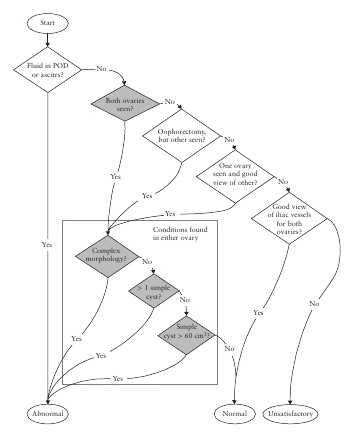 Start
Fluid in POD
or ascites?
No
Both ovaries
seen?
No
Oophorectomy,
but other seen?
No
One ovary
seen and good
view of other?
No
Good view
of iliac vessels
for both
ovaries?
Yes
Yes
Yes
Conditions found
in either ovary
Yes
Complex
morphology?
No
> 1 simple
cyst?
No
Simple
cyst > 60 cm³?
No
Yes
No
Yes
Yes
Yes
Abnormal
Normal
Unsatisfactory